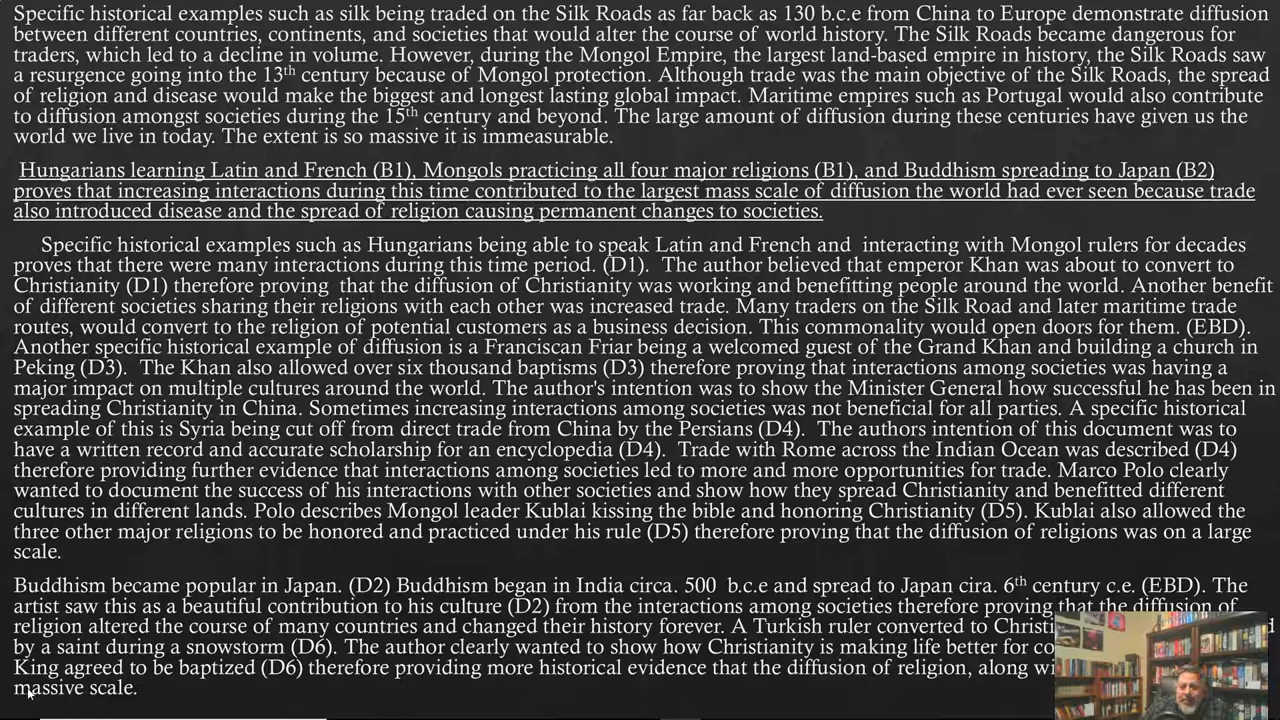 Specific historical examples such as silk being traded on the Silk Roads as far back as 130 b.c.e from China to Europe demonstrate diffusion
between different countries, continents, and societies that would alter the course of world history. The Silk Roads became dangerous for
traders, which led to a decline in volume. However, during the Mongol Empire, the largest land-based empire in history, the Silk Roads saw
a resurgence going into the 13th century because of Mongol protection. Although trade was the main objective of the Silk Roads, the spread
of religion and disease would make the biggest and longest lasting global impact. Maritime empires such as Portugal would also contribute
to diffusion amongst societies during the 15th century and beyond. The large amount of diffusion during these centuries have given us the
world we live in today. The extent is so massive it is immeasurable.
Hungarians learning Latin and French (B1), Mongols practicing all four major religions (B1), and Buddhism spreading to Japan (B2)
proves that increasing interactions during this time contributed to the largest mass scale of diffusion the world had ever seen because trade
also introduced disease and the spread of religion causing permanent changes to societies.
Specific historical examples such as Hungarians being able to speak Latin and French and interacting with Mongol rulers for decades
proves that there were many interactions during this time period. (D1). The author believed that emperor Khan was about to convert to
Christianity (D1) therefore proving that the diffusion of Christianity was working and benefitting people around the world. Another benefit
of different societies sharing their religions with each other was increased trade. Many traders on the Silk Road and later maritime trade
routes, would convert to the religion of potential customers as a business decision. This commonality would open doors for them. (EBD).
Another specific historical example of diffusion is a Franciscan Friar being a welcomed guest of the Grand Khan and building a church in
Peking (D3). The Khan also allowed over six thousand baptisms (D3) therefore proving that interactions among societies was having a
major impact on multiple cultures around the world. The author's intention was to show the Minister General how successful he has been in
spreading Christianity in China. Sometimes increasing interactions among societies was not beneficial for all parties. A specific historical
example of this is Syria being cut off from direct trade from China by the Persians (D4). The authors intention of this document was to
have a written record and accurate scholarship for an encyclopedia (D4). Trade with Rome across the Indian Ocean was described (D4)
therefore providing further evidence that interactions among societies led to more and more opportunities for trade. Marco Polo clearly
wanted to document the success of his interactions with other societies and show how they spread Christianity and benefitted different
cultures in different lands. Polo describes Mongol leader Kublai kissing the bible and honoring Christianity (D5). Kublai also allowed the
three other major religions to be honored and practiced under his rule (D5) therefore proving that the diffusion of religions was on a large
scale.
Buddhism became popular in Japan. (D2) Buddhism began in India circa. 500 b.c.e and spread to Japan cira. 6th century c.e. (EBD). The
artist saw this as a beautiful contribution to his culture (D2) from the interactions among societies therefore proving that the diffusion of
religion altered the course of many countries and changed their history forever. A Turkish ruler converted to
by a saint during a snowstorm (D6). The author clearly wanted to show how Christianity is making life better for
King agreed to be baptized (D6) therefore providing more historical evidence that the diffusion of religion, along
massive scale.